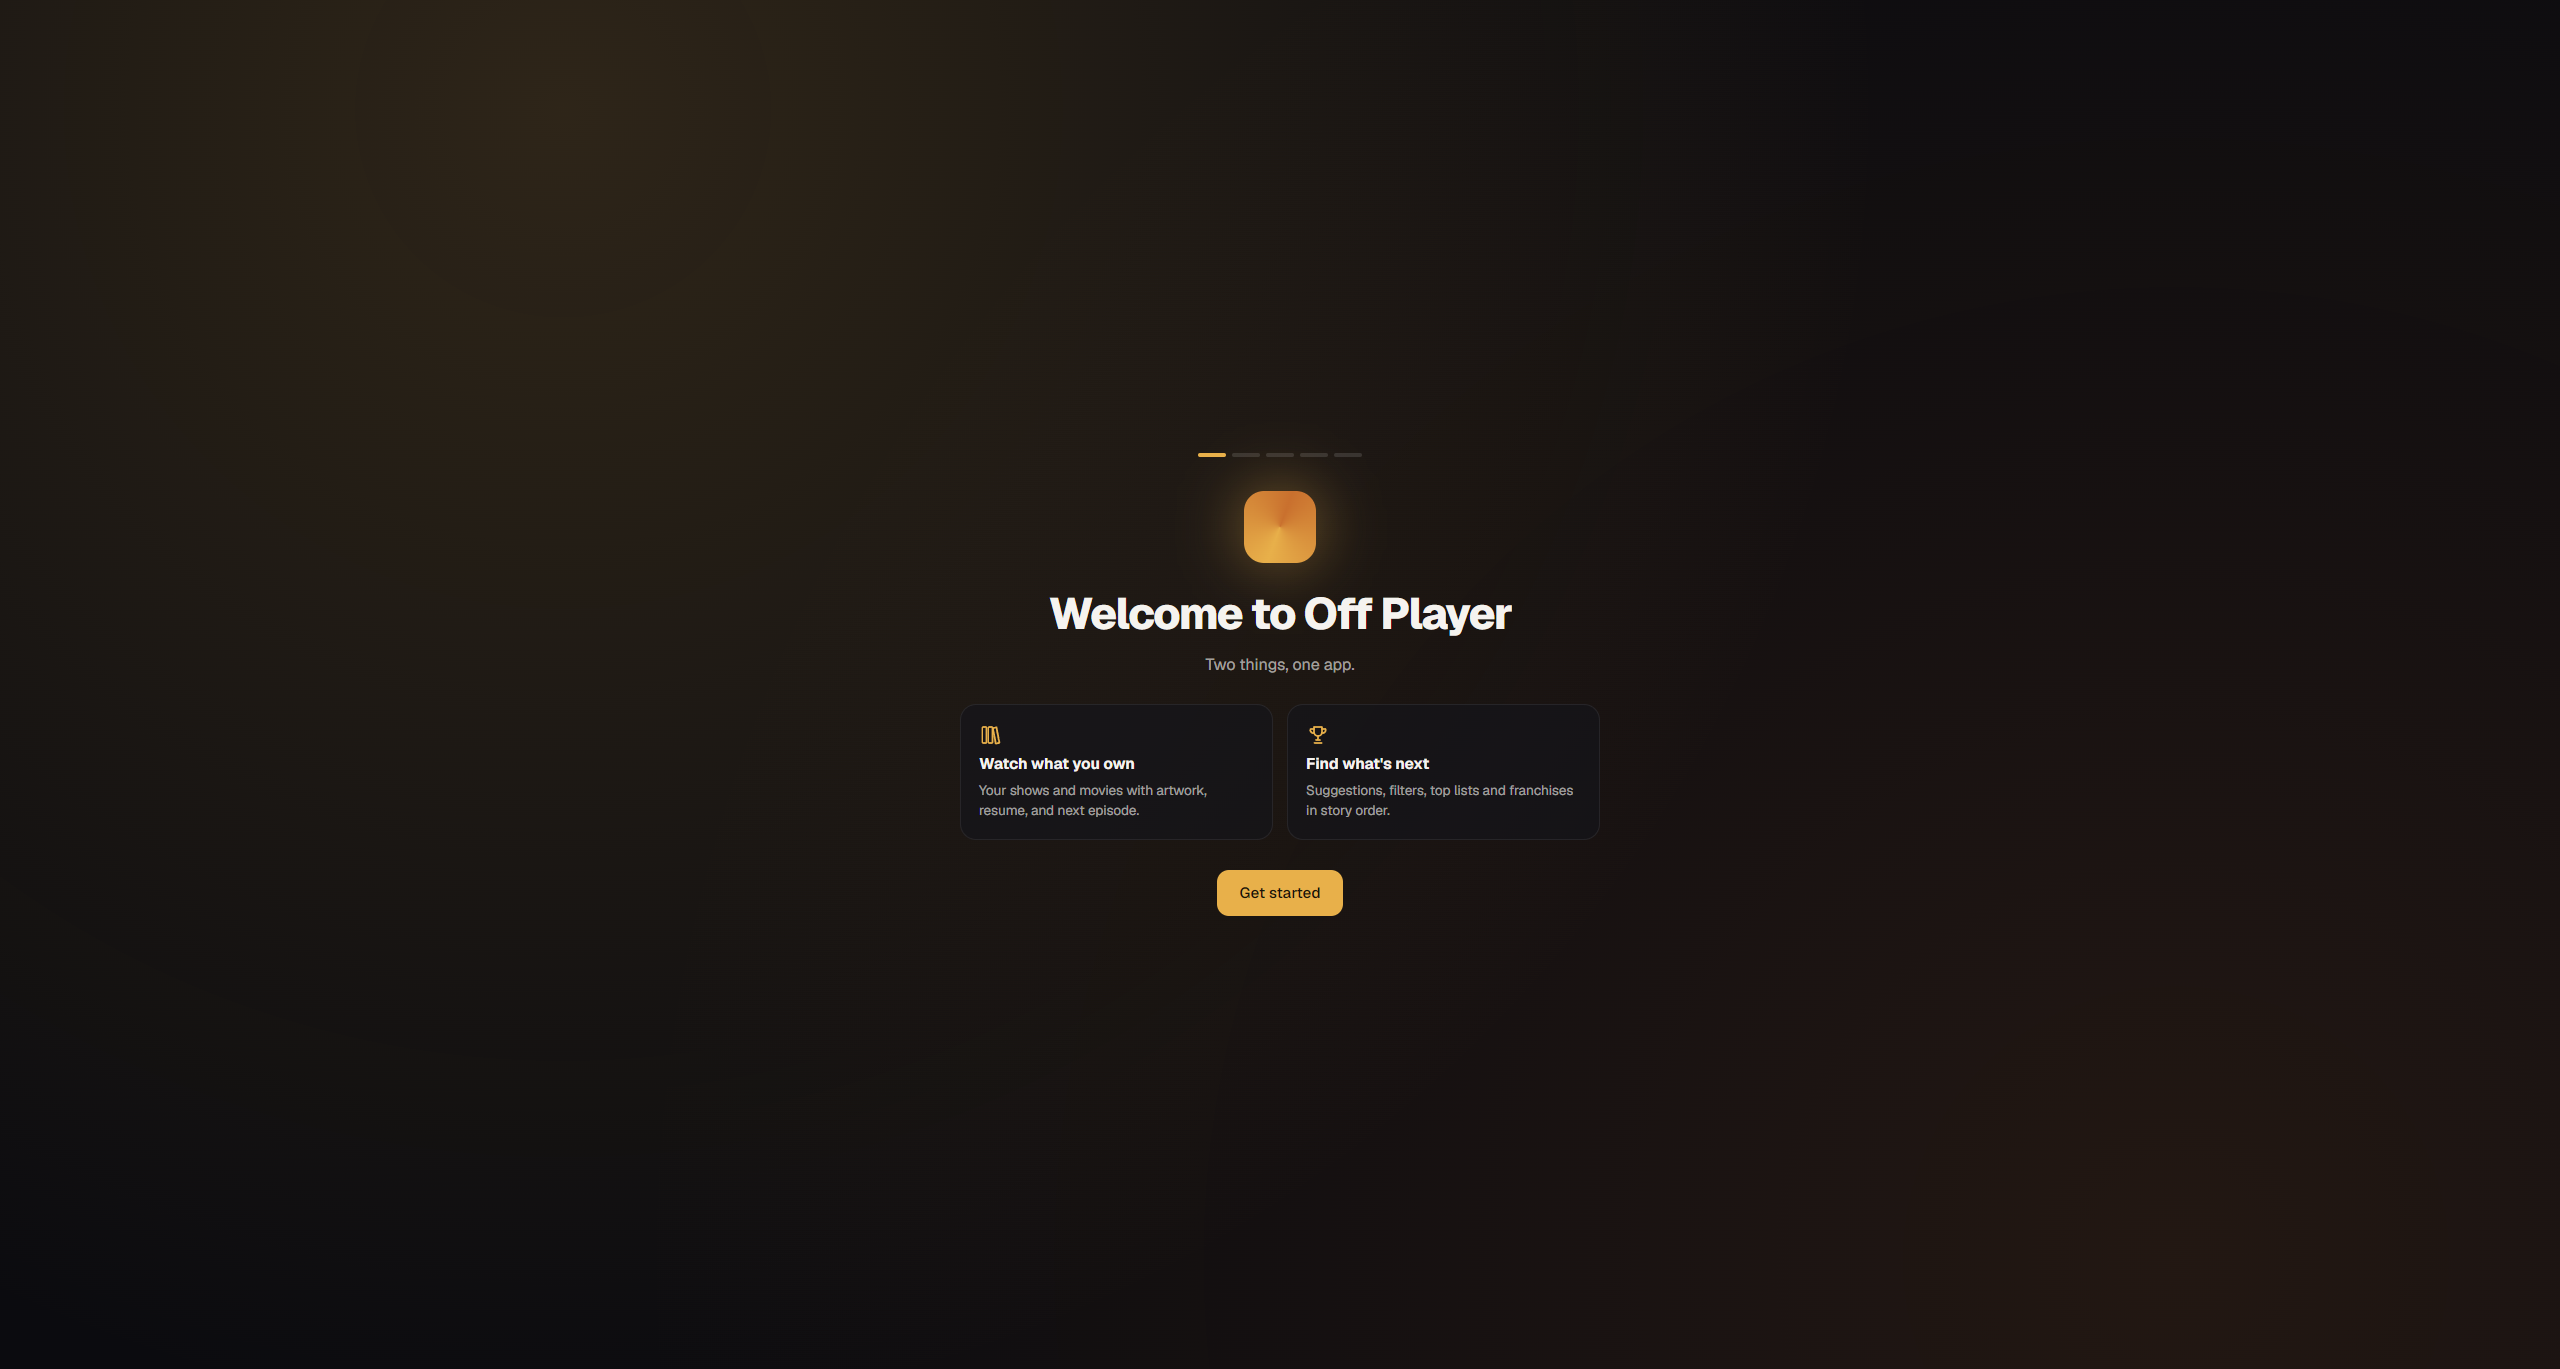 Welcome to Off Player
Two things, one app.
Watch what you own
Your shows and movies with artwork,
resume, and next episode.
Find what's next
Suggestions, filters, top lists and franchises
in story order.
Get started